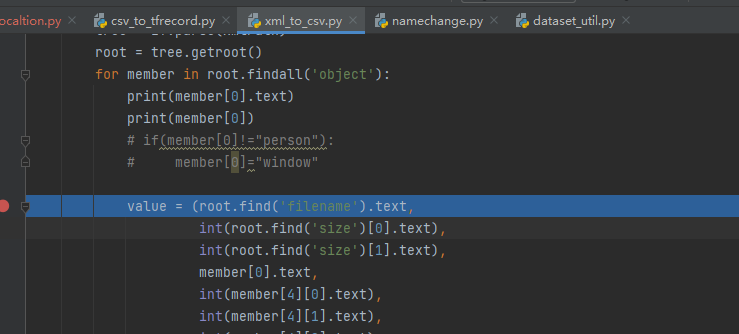 ocaltion.py csv_to_tfrecord.py xml_to_csv.py namechange.py dataset_util.py
root = tree.getroot()
for member in root.findall('object'):
print(member[0].text)
print(member[0])
# if(member[0]!="person"):
#     member[0]="window"
value = (root.find('filename').text,
int(root.find('size')[0].text),
int(root.find('size')[1].text),
member[0].text,
int(member[4][0].text),
int(member[4][1].text),